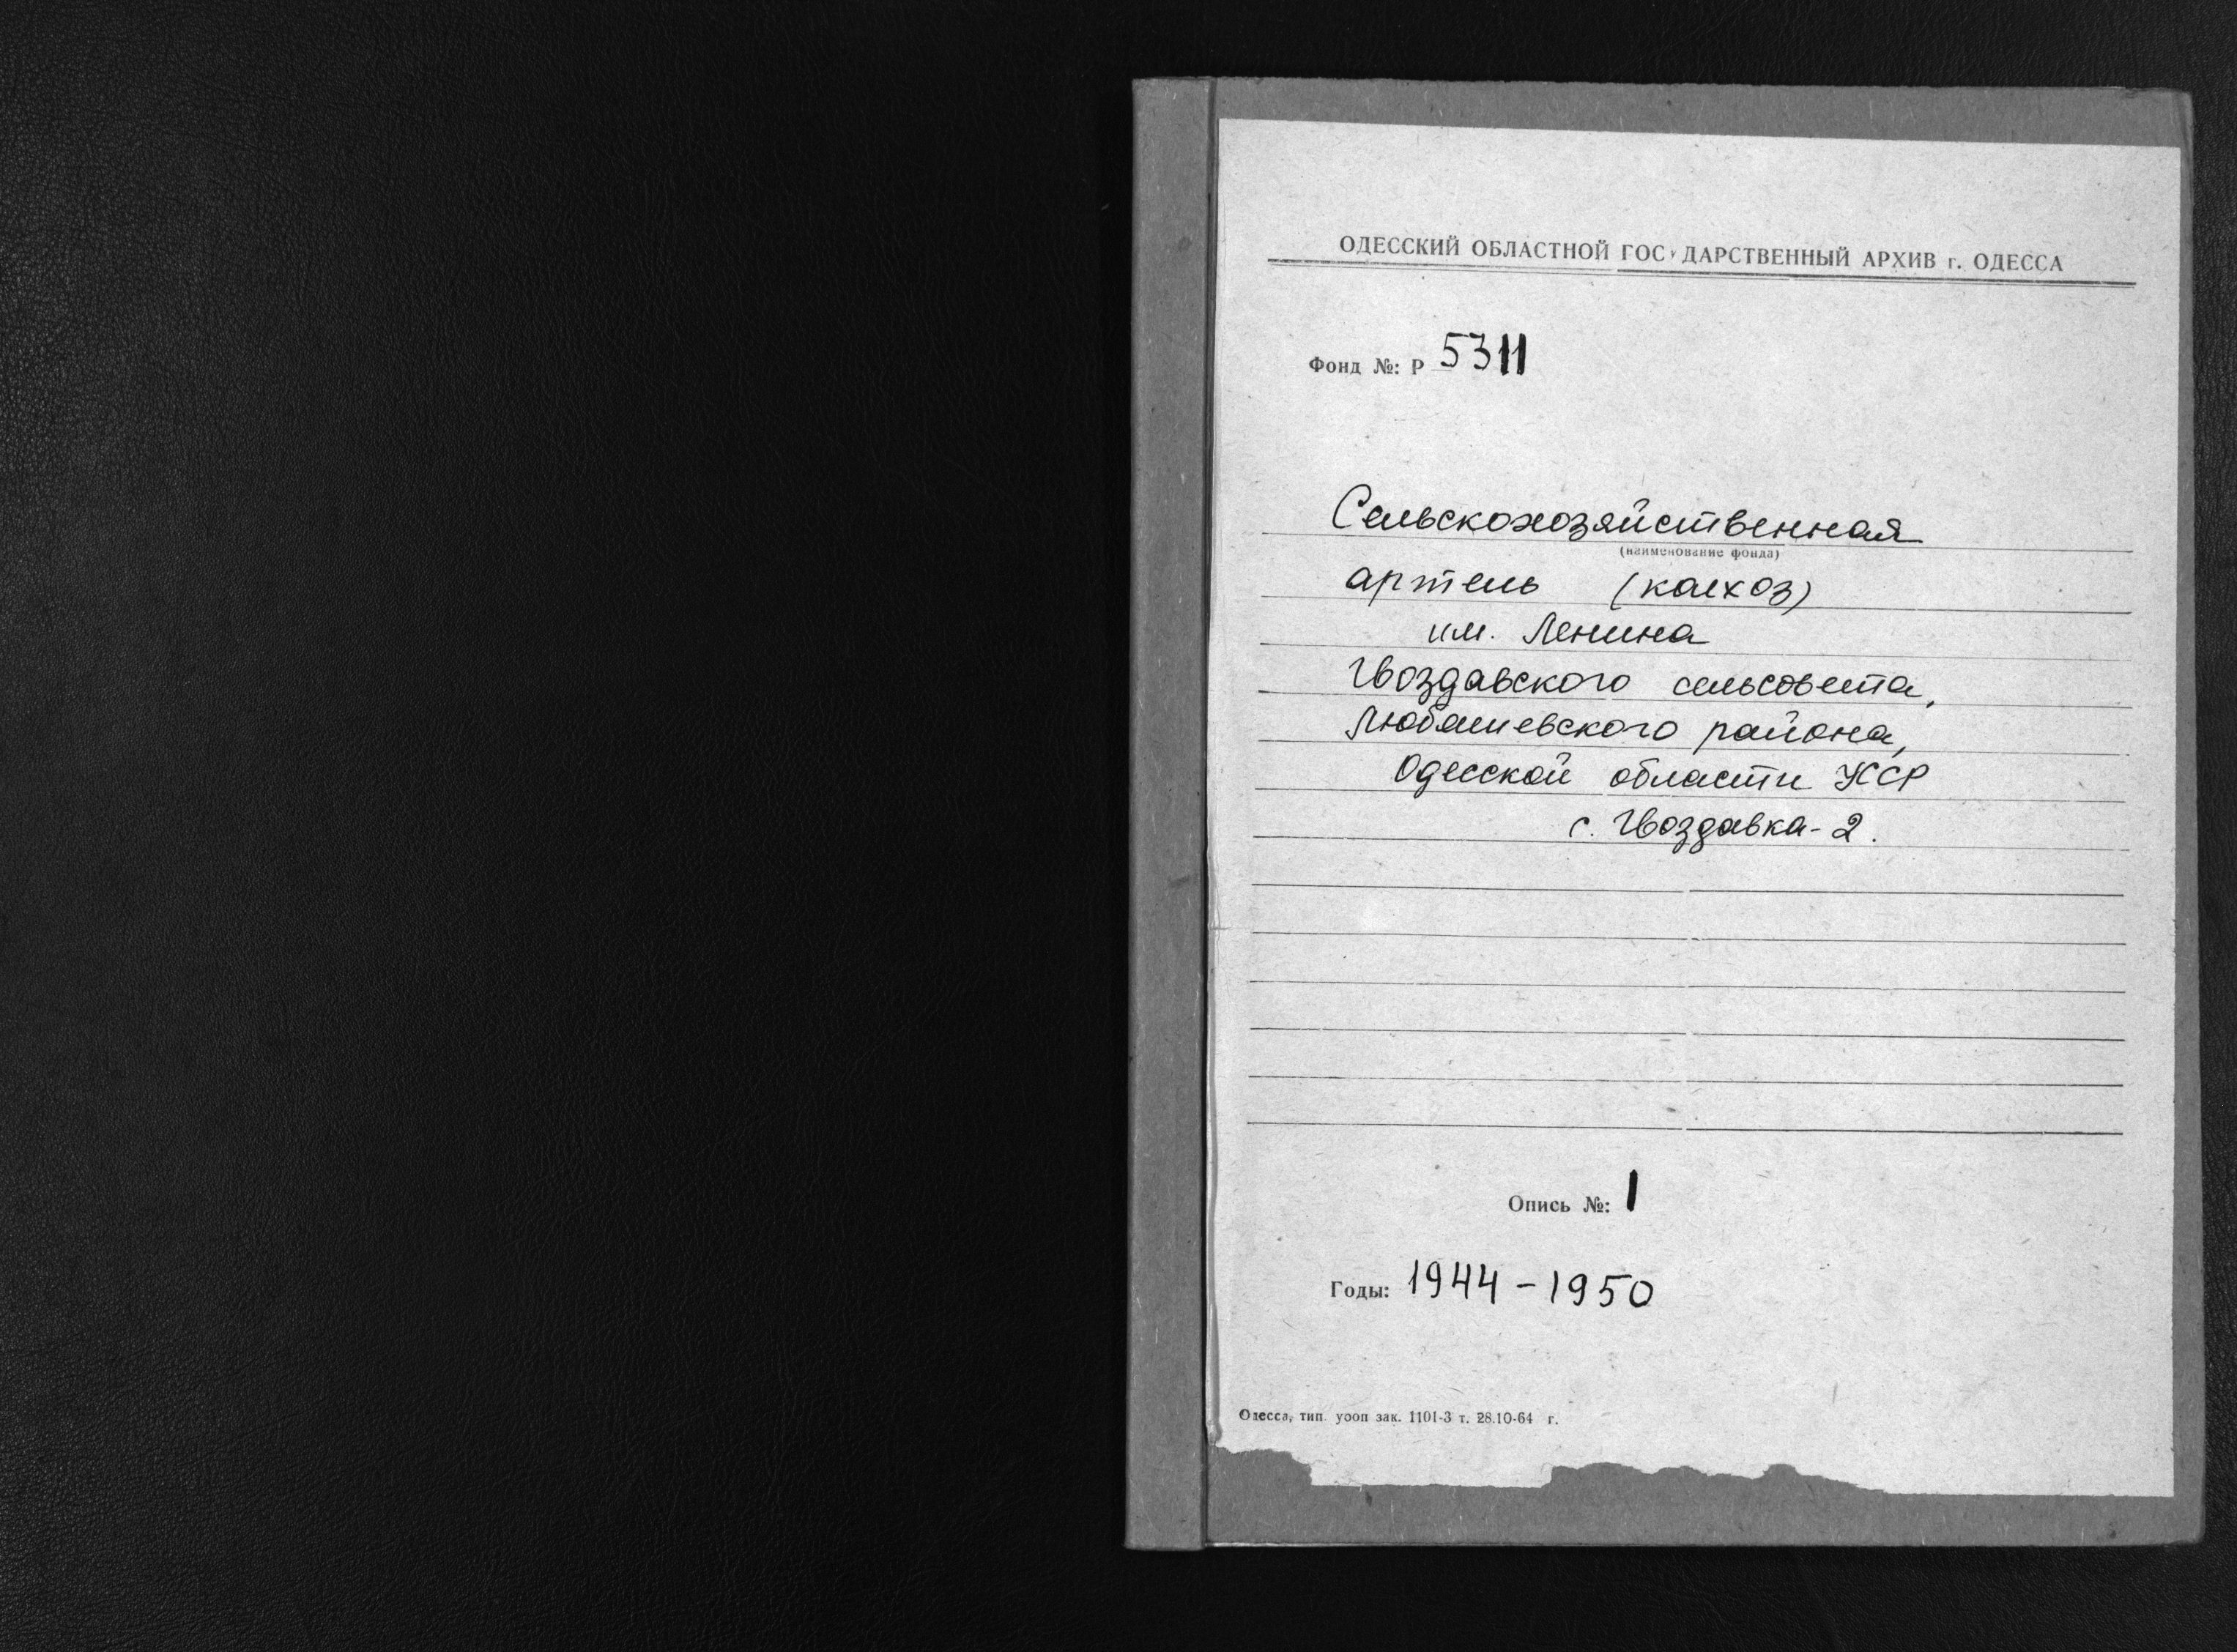 ОДЕССКИЙ ОБЛАСТНОЙ ГОСУДАРСТВЕННЫЙ АРХИВ г. ОДЕССА
Фонд №: Р 5311
Сельскохозяйственная
(наименование фонда)
артель (колхоз)
им. Ленина
Гвоздавского сельсовета,
Любашевского района,
Одесской области УССР
с. Гвоздавка-2.
Опись №: 1
Годы: 1944-1950
Одесса, тип. уооп зак. 1101-3 т. 28.10-64 г.